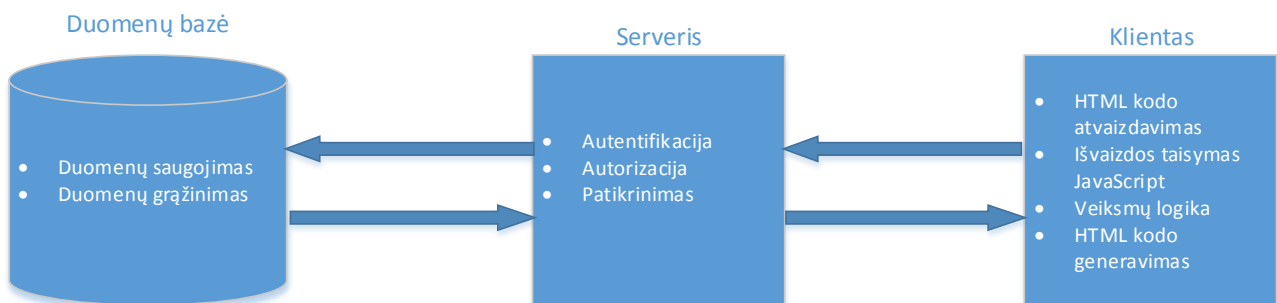 Duomenų bazė
• Duomenų saugojimas
• Duomenų grąžinimas
Serveris
• Autentifikacija
• Autorizacija
• Patikrinimas
Klientas
• HTML kodo
atvaizdavimas
• Išvaizdos taisymas
JavaScript
• Veiksmų logika
• HTML kodo
generavimas